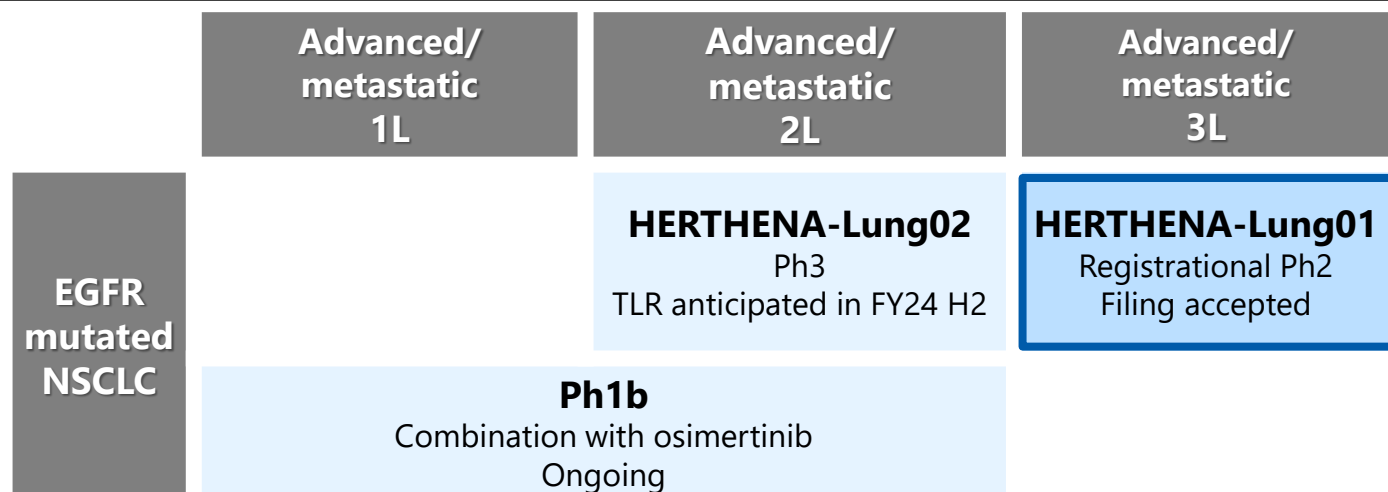 Advanced/
metastatic
1L
Advanced/
metastatic
2L
Advanced/
metastatic
3L
EGFR
mutated
NSCLC
HERTHENA-Lung02
Ph3
TLR anticipated in FY24 H2
HERTHENA-Lung01
Registrational Ph2
Filing accepted
Ph1b
Combination with osimertinib
Ongoing